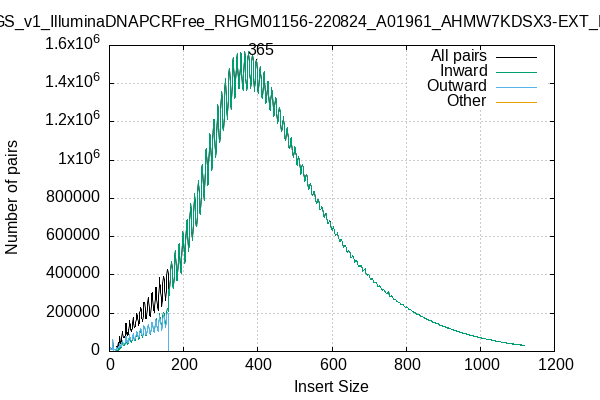 GS_v1_IlluminaDNAPCRFree_RHGM01156-220824_A01961_AHMW7KDSX3-EXT_
365
All pairs
Inward
Outward
Other
1.6x10^6
1.4x10^6
1.2x10^6
1x10^6
800000
600000
400000
200000
0
Number of pairs
0 200 400 600 800 1000 1200
Insert Size